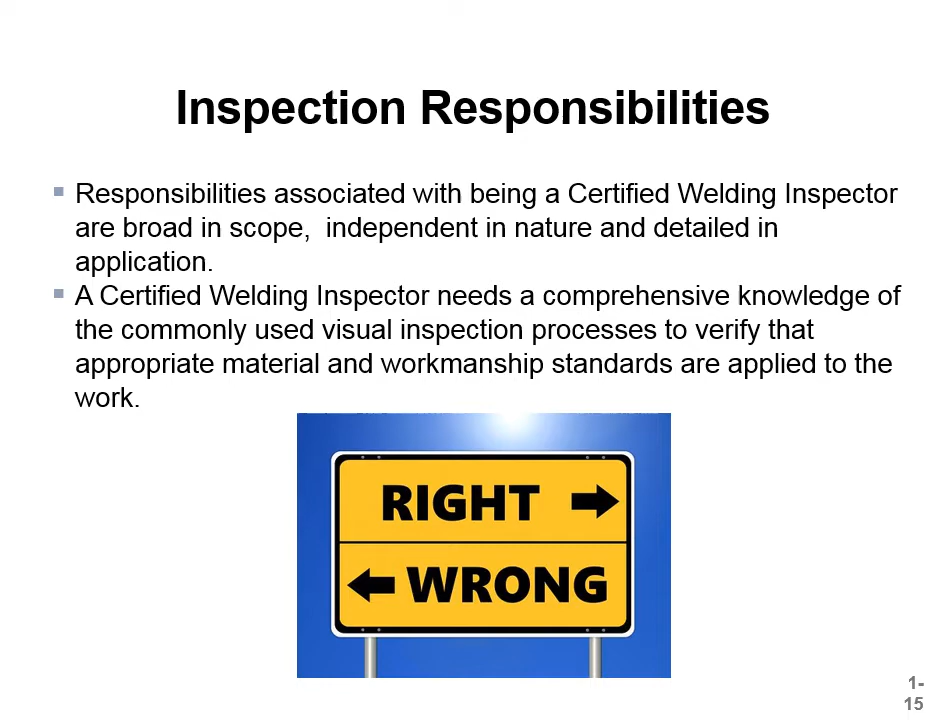 Inspection Responsibilities
Responsibilities associated with being a Certified Welding Inspector
are broad in scope,  independent in nature and detailed in
application.
A Certified Welding Inspector needs a comprehensive knowledge of
the commonly used visual inspection processes to verify that
appropriate material and workmanship standards are applied to the
work.
RIGHT
WRONG
1-
15